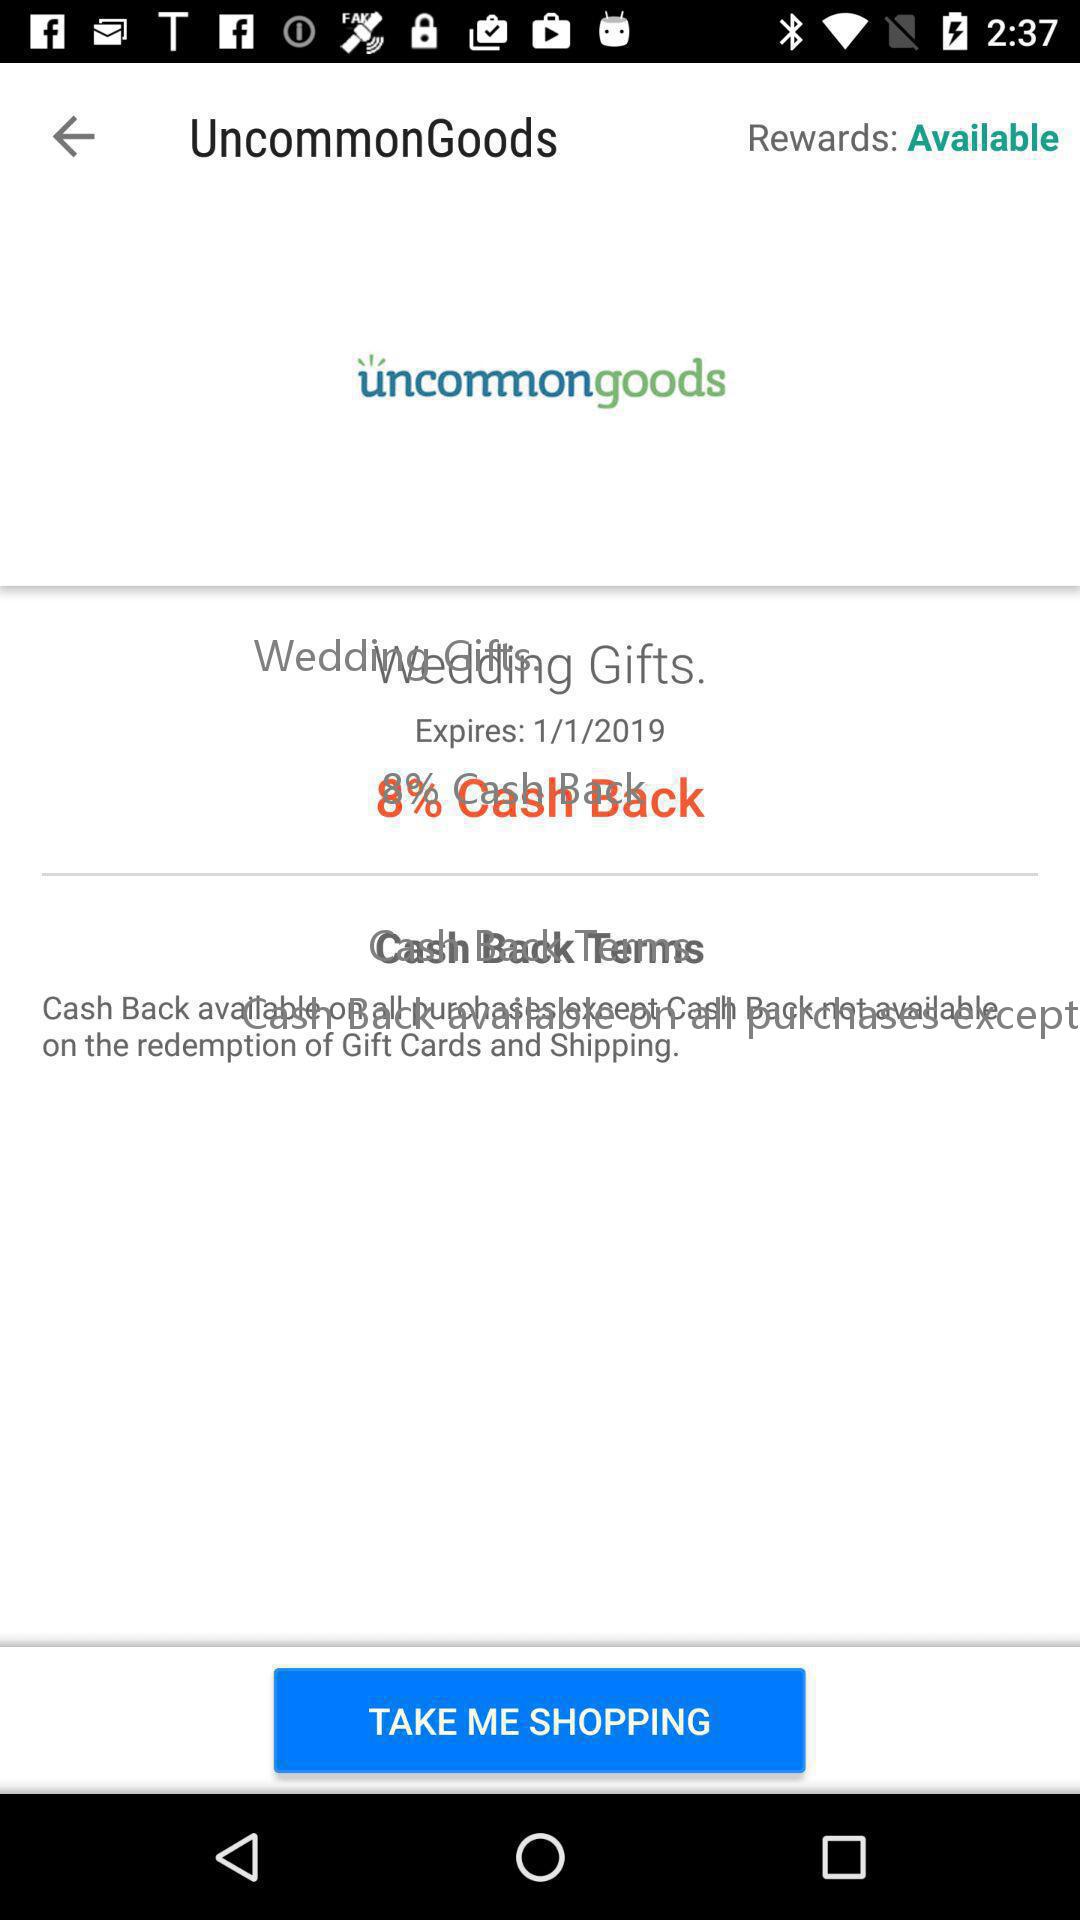 FAKE
2:37
UncommonGoods
Rewards: Available
uncommongoods
Wedding Gifts.
Wedding Gifts.
Expires: 1/1/2019
8% Cash Back
8% Cash Back
Cash Back Terms
Cash Back Terms
Cash Back available on all purchases except Cash Back not available
Cash Back available on all purchases except
on the redemption of Gift Cards and Shipping.
TAKE ME SHOPPING